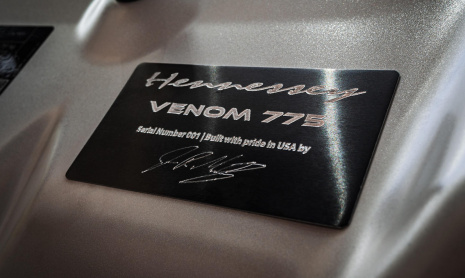 Hennessey
VENOM 775
Serial Number 001 | Built with pride in USA by